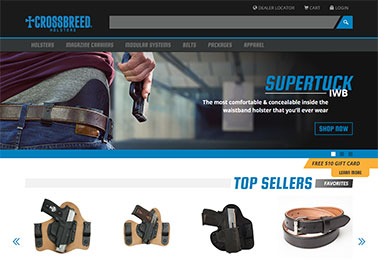 DEALER LOCATOR CART LOGIN
CROSSBREED
HOLSTERS
HOLSTERS MAGAZINE CARRIERS MODULAR SYSTEMS BELTS PACKAGES APPAREL
SUPERTUCK
IWB
The most comfortable & concealable inside the
waistband holster that you'll ever wear
SHOP NOW
FREE $10 GIFT CARD
LEARN MORE
TOP SELLERS FAVORITES